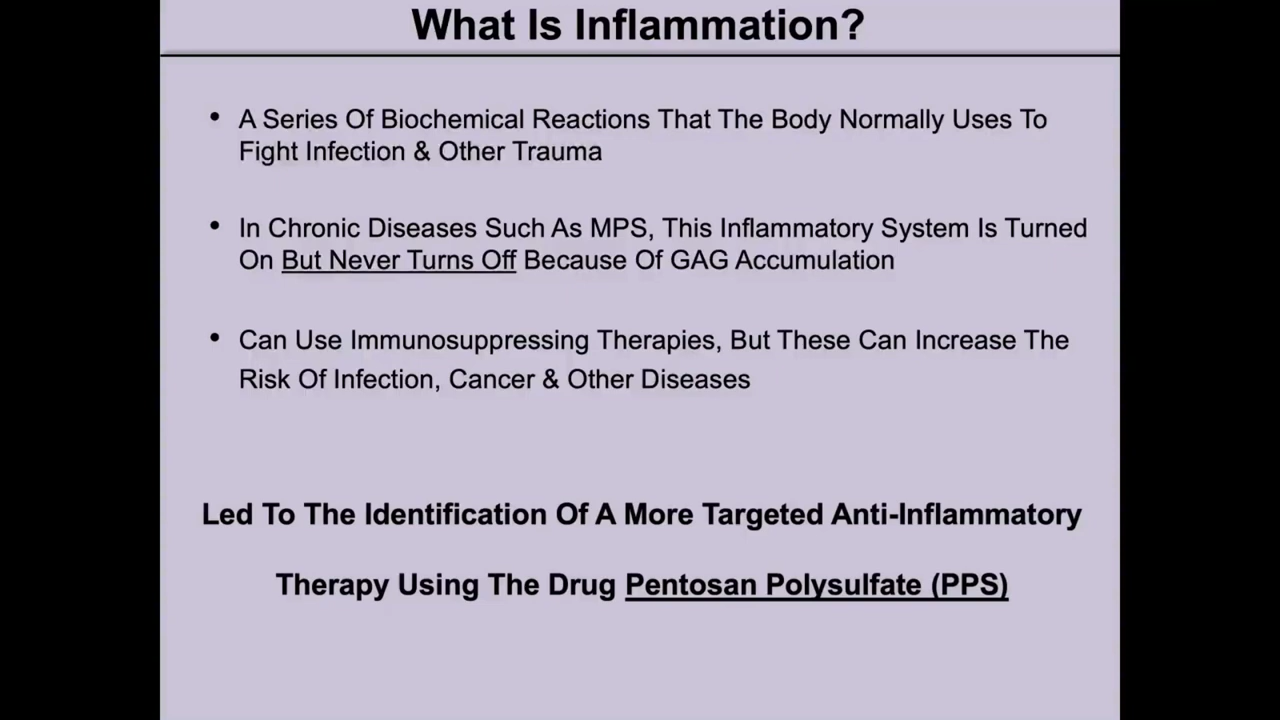 What Is Inflammation?
• A Series Of Biochemical Reactions That The Body Normally Uses To
Fight Infection & Other Trauma
• In Chronic Diseases Such As MPS, This Inflammatory System Is Turned
On But Never Turns Off Because Of GAG Accumulation
• Can Use Immunosuppressing Therapies, But These Can Increase The
Risk Of Infection, Cancer & Other Diseases
Led To The Identification Of A More Targeted Anti-Inflammatory
Therapy Using The Drug Pentosan Polysulfate (PPS)